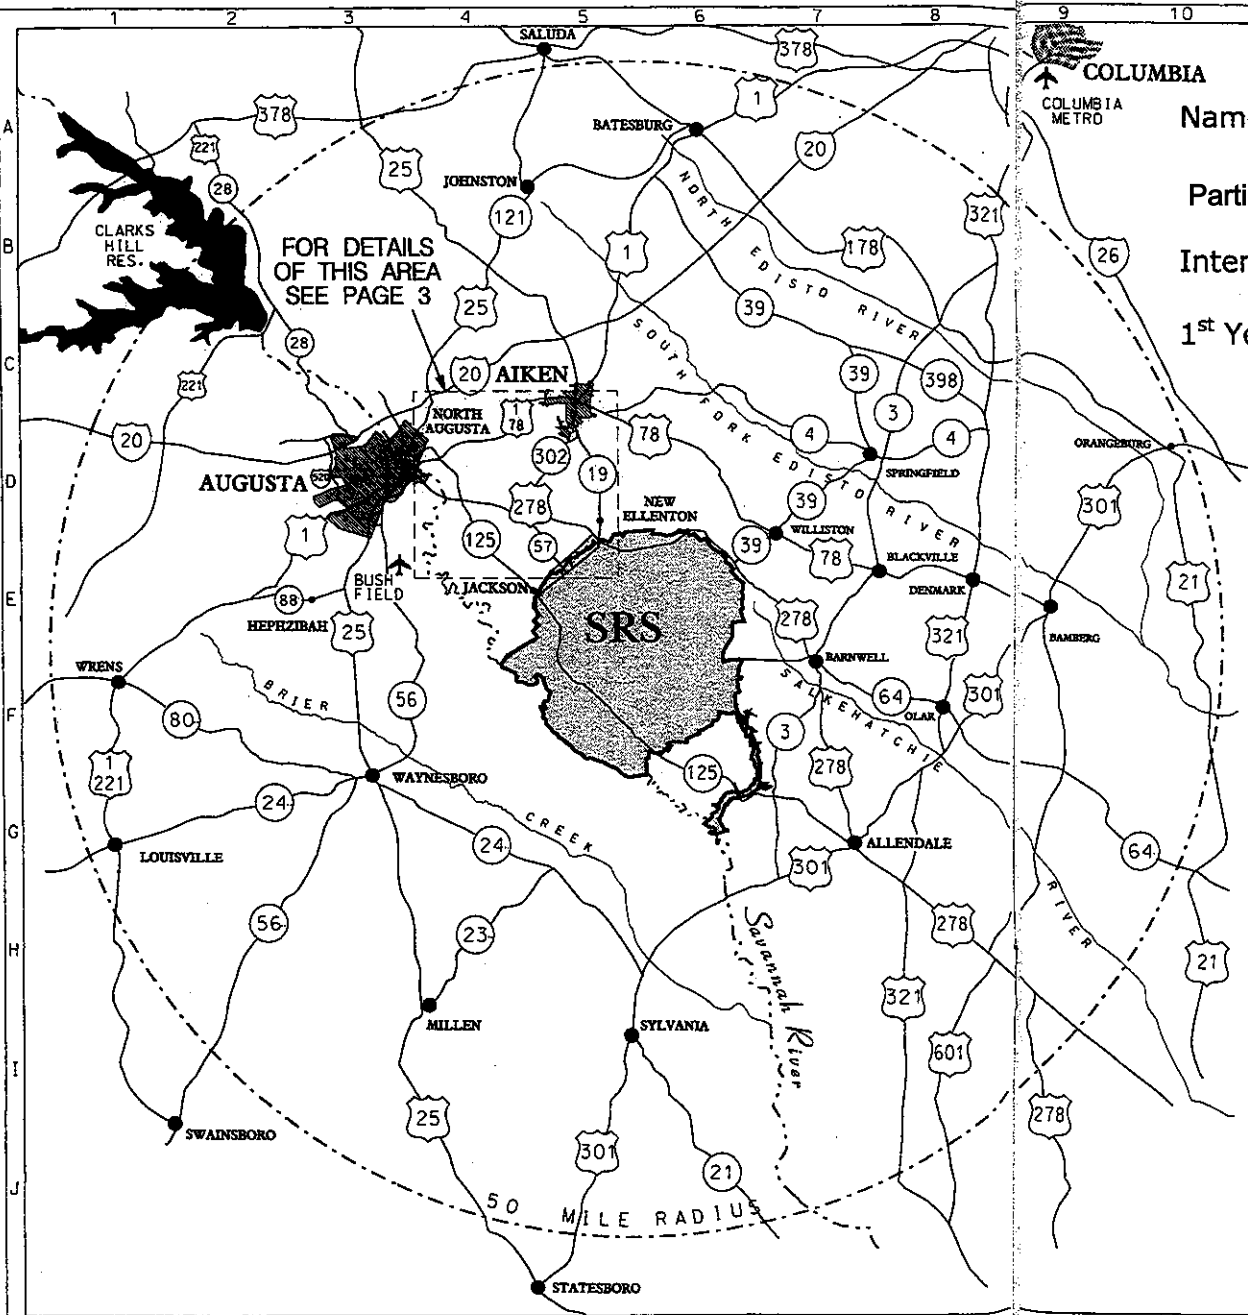 1 2 3 4 5 6 7 8 9 10
SALUDA
378
COLUMBIA
COLUMBIA
METRO
Nam
A
378
1
BATESBURG
221
20
25
28
JOHNSTON
Parti
121
321
CLARKS
HILL
RES.
B
FOR DETAILS
OF THIS AREA
SEE PAGE 3
1
NORTH EDISTO RIVER
178
26
Inter
25
39
28
SOUTH FORK EDISTO RIVER
1st Ye
C
221
20
AIKEN
39
398
NORTH
AUGUSTA
1
78
3
20
302
78
4
4
ORANGEBURG
D
AUGUSTA
520
19
SPRINGFIELD
278
NEW
ELLENTON
39
301
1
125
57
39
WILLISTON
78
BLACKVILLE
BUSH
FIELD
JACKSON
DENMARK
21
E
88
HEPHZIBAH
25
SRS
278
321
BAMBERG
WRENS
BARNWELL
BRIER CREEK
56
SALKEHATCHIE RIVER
64
301
F
80
OLAR
3
1
221
WAYNESBORO
125
278
24
G
LOUISVILLE
24
ALLENDALE
301
64
56
23
278
H
Savannah River
21
321
MILLEN
SYLVANIA
601
I
25
278
SWAINSBORO
301
21
J
50 MILE RADIUS
STATESBORO